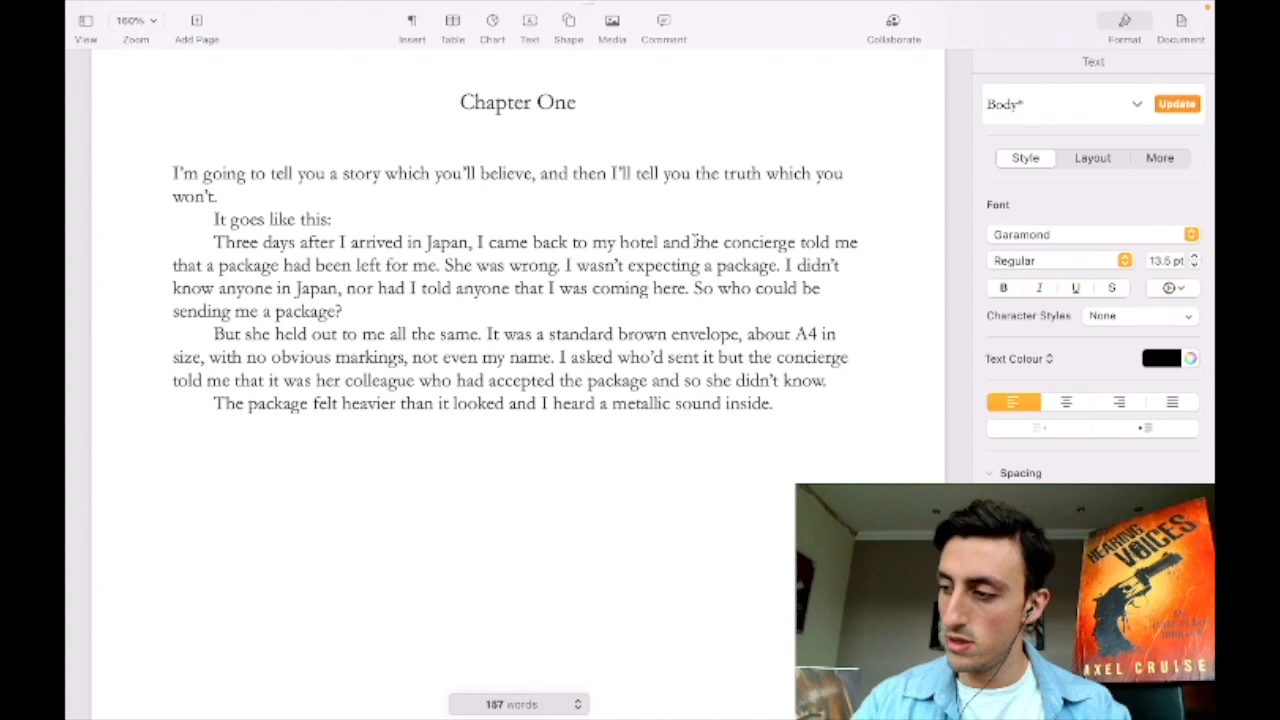 160%
View
Zoom
Add Page
Insert
Table
Chart
Text
Shape
Media
Comment
Collaborate
Format
Document
Chapter One
I'm going to tell you a story which you'll believe, and then I'll tell you the truth which you
won't.
It goes like this:
Three days after I arrived in Japan, I came back to my hotel and the concierge told me
that a package had been left for me. She was wrong. I wasn't expecting a package. I didn't
know anyone in Japan, nor had I told anyone that I was coming here. So who could be
sending me a package?
But she held out to me all the same. It was a standard brown envelope, about A4 in
size, with no obvious markings, not even my name. I asked who'd sent it but the concierge
told me that it was her colleague who had accepted the package and so she didn't know.
The package felt heavier than it looked and I heard a metallic sound inside.
157 words
Text
Body*
Update
Style
Layout
More
Font
Garamond
Regular
13.5 pt
B I U S
Character Styles
None
Text Colour
Spacing
HEARING
VOICES
THRILLER
AXEL CRUISE